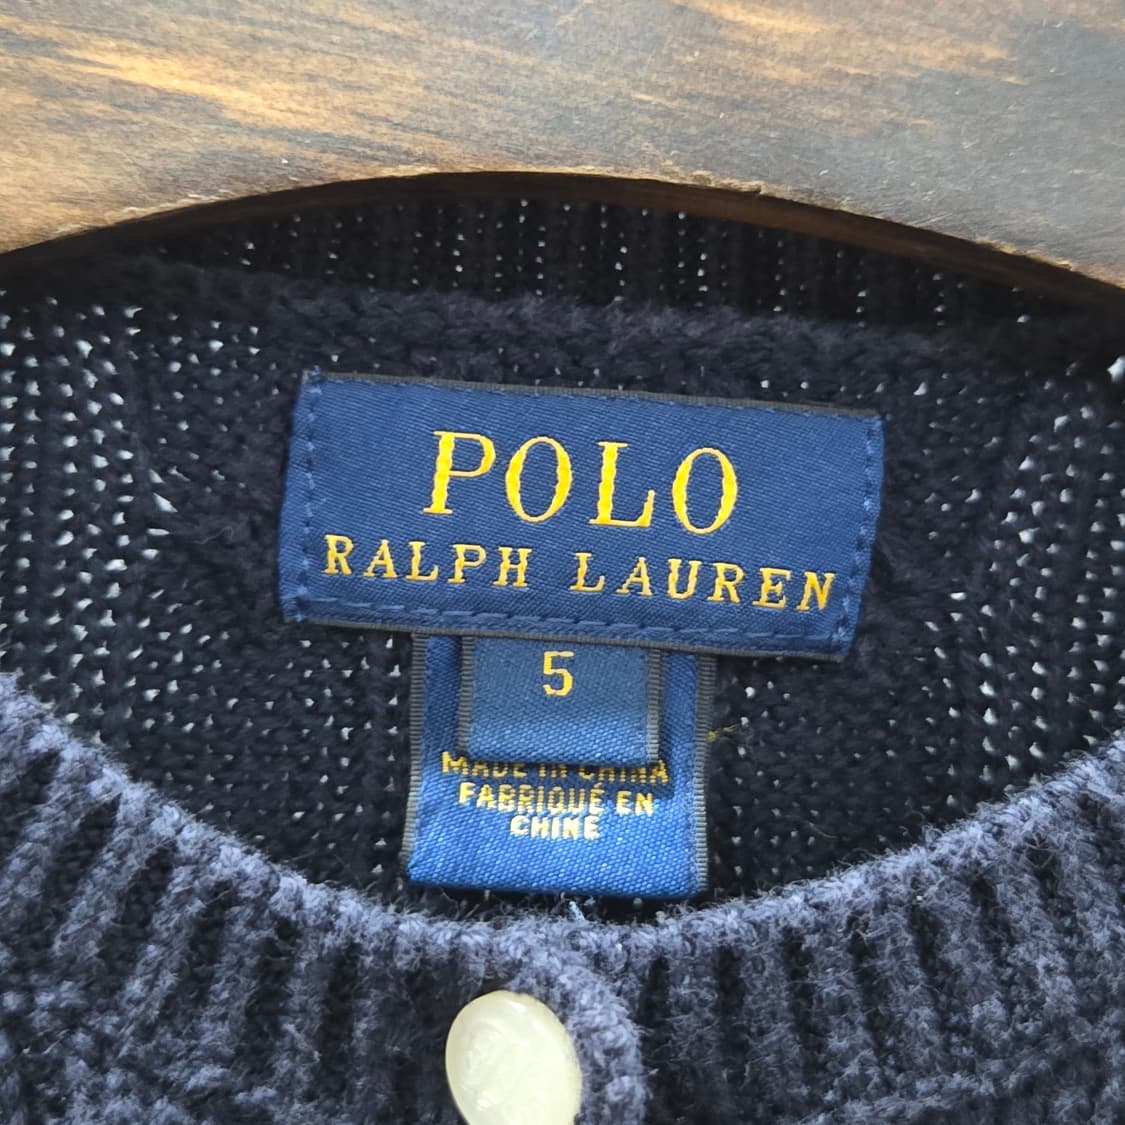 POLO
RALPH LAUREN
5
MADE IN CHINA
FABRIQUÉ EN
CHINE